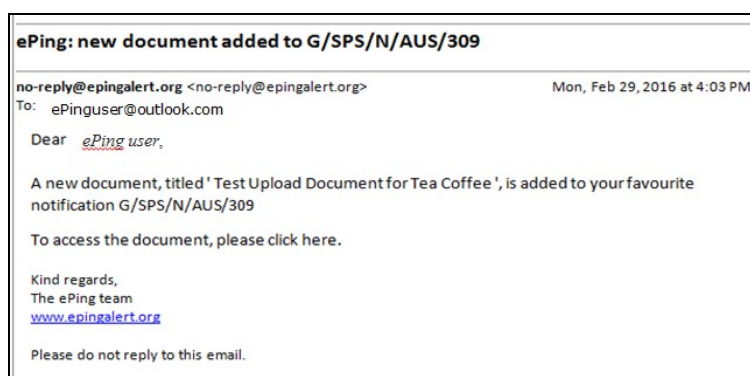 ePing: new document added to G/SPS/N/AUS/309
no-reply@epingalert.org <no-reply@epingalert.org> Mon, Feb 29, 2016 at 4:03 PM
To: ePinguser@outlook.com
Dear ePing user,
A new document, titled ' Test Upload Document for Tea Coffee ', is added to your favourite
notification G/SPS/N/AUS/309
To access the document, please click here.
Kind regards,
The ePing team
www.epingalert.org
Please do not reply to this email.